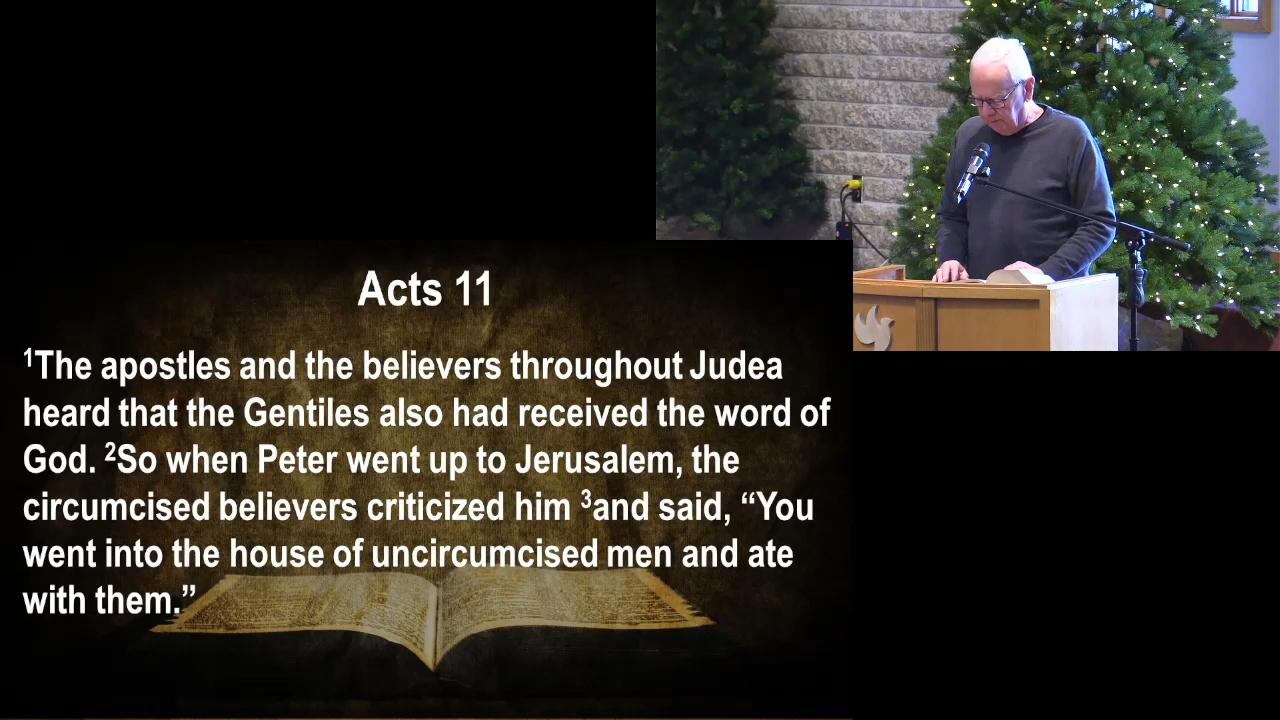 Acts 11
¹The apostles and the believers throughout Judea
heard that the Gentiles also had received the word of
God. ²So when Peter went up to Jerusalem, the
circumcised believers criticized him ³and said, “You
went into the house of uncircumcised men and ate
with them.”